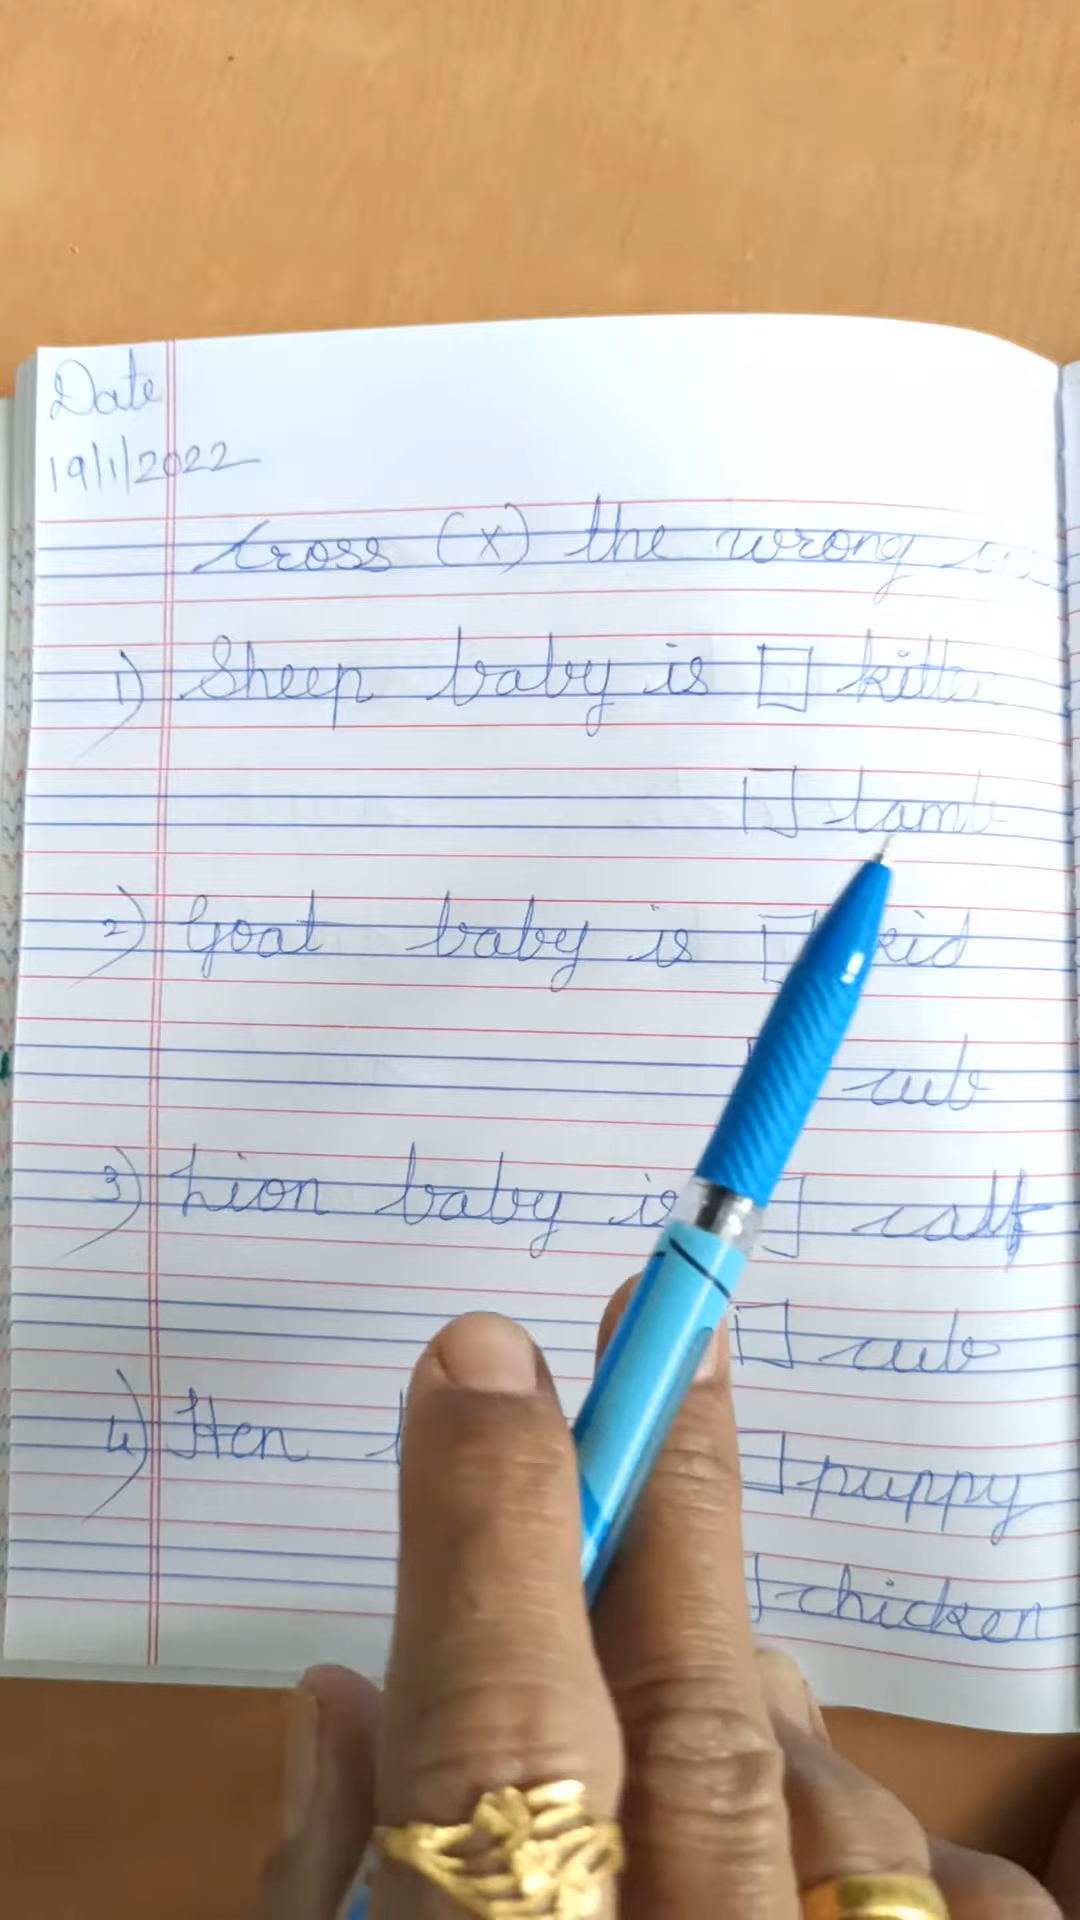 Date
19/1/2022
Cross (x) the wrong
1) Sheep baby is □ kitten
□ lamb
2) Goat baby is □ kid
□ cub
3) Lion baby is □ calf
□ cub
4) Hen □ puppy
□ chicken